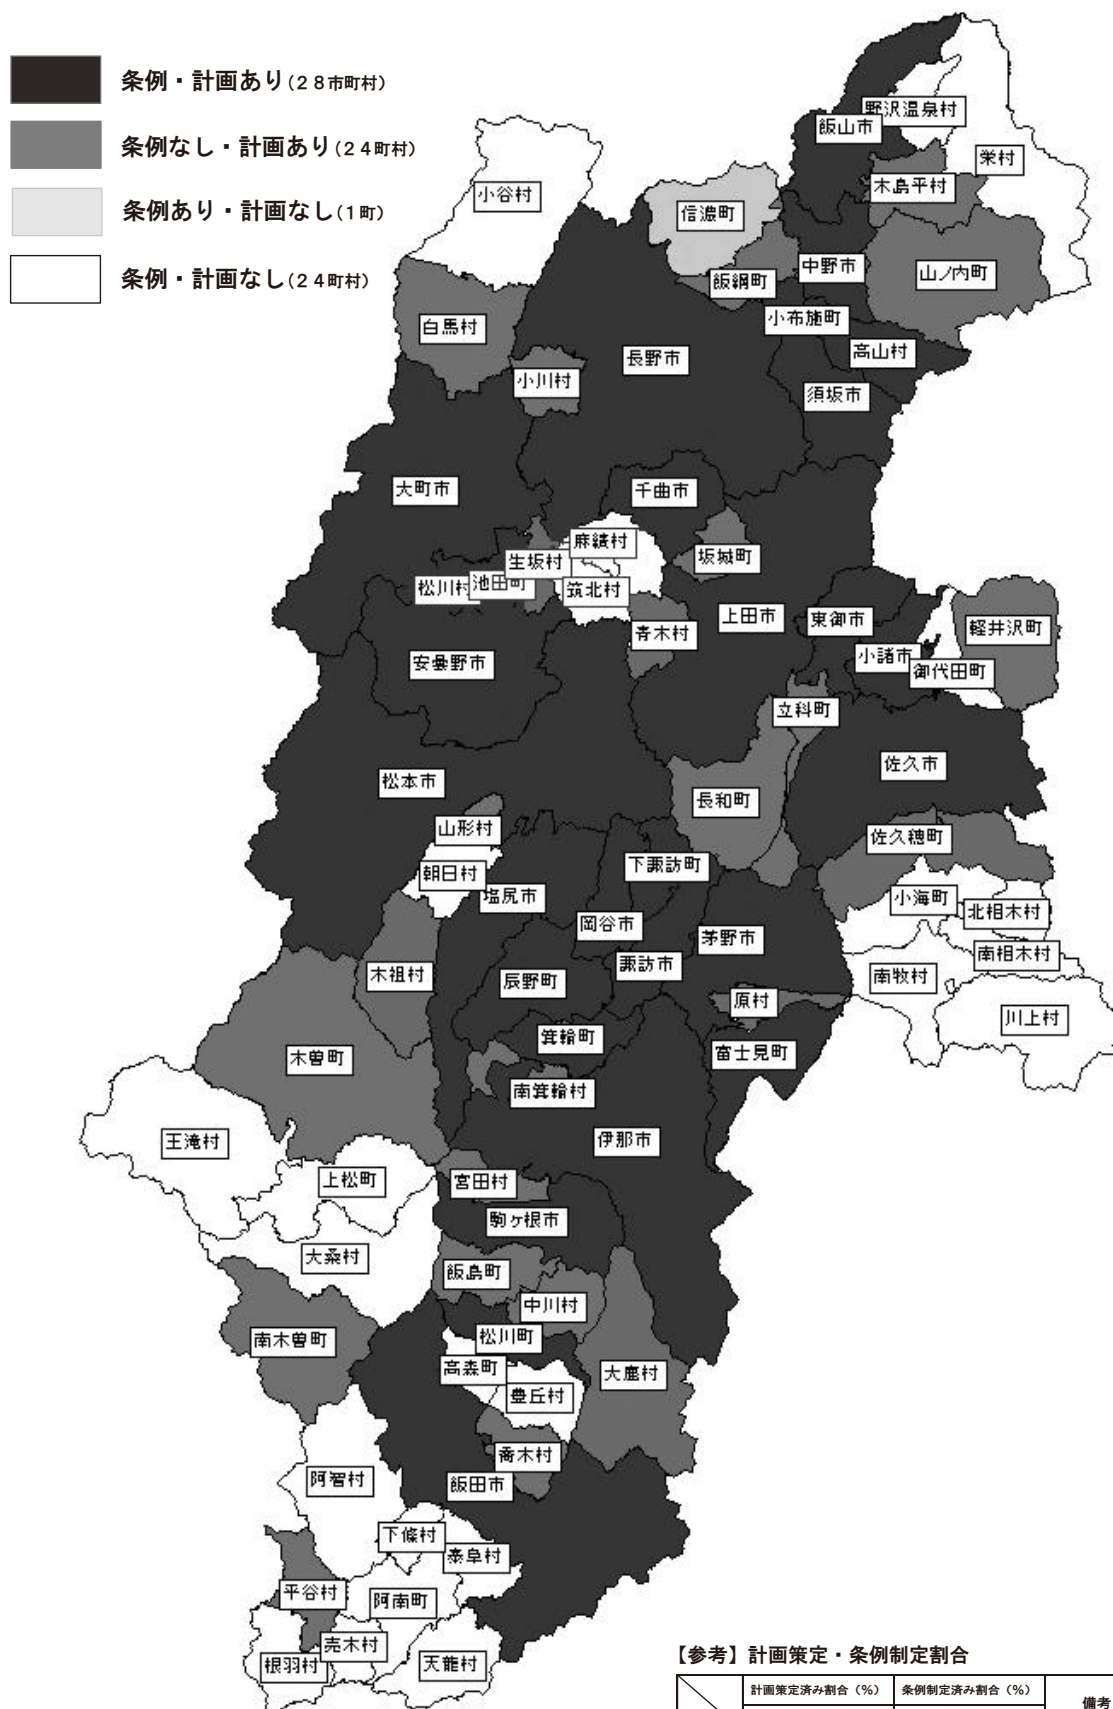 条例・計画あり(28市町村)
条例なし・計画あり(24町村)
条例あり・計画なし(1町)
条例・計画なし(24町村)
野沢温泉村
飯山市
栄村
木島平村
小谷村
信濃町
中野市
山ノ内町
飯綱町
小布施町
白馬村
高山村
長野市
小川村
須坂市
大町市
千曲市
麻績村
坂城町
生坂村
池田町
松川村
筑北村
上田市
東御市
軽井沢町
青木村
小諸市
安曇野市
御代田町
立科町
佐久市
松本市
長和町
山形村
佐久穂町
下諏訪町
朝日村
塩尻市
小海町
北相木村
岡谷市
茅野市
南相木村
諏訪市
木祖村
辰野町
南牧村
原村
川上村
箕輪町
富士見町
木曽町
南箕輪村
王滝村
伊那市
上松町
宮田村
駒ヶ根市
大桑村
飯島町
中川村
南木曽町
松川町
高森町
大鹿村
豊丘村
喬木村
阿智村
飯田市
下條村
泰阜村
平谷村
阿南町
売木村
根羽村
天龍村
【参考】計画策定・条例制定割合
計画策定済み割合(%) 条例制定済み割合(%) 備考